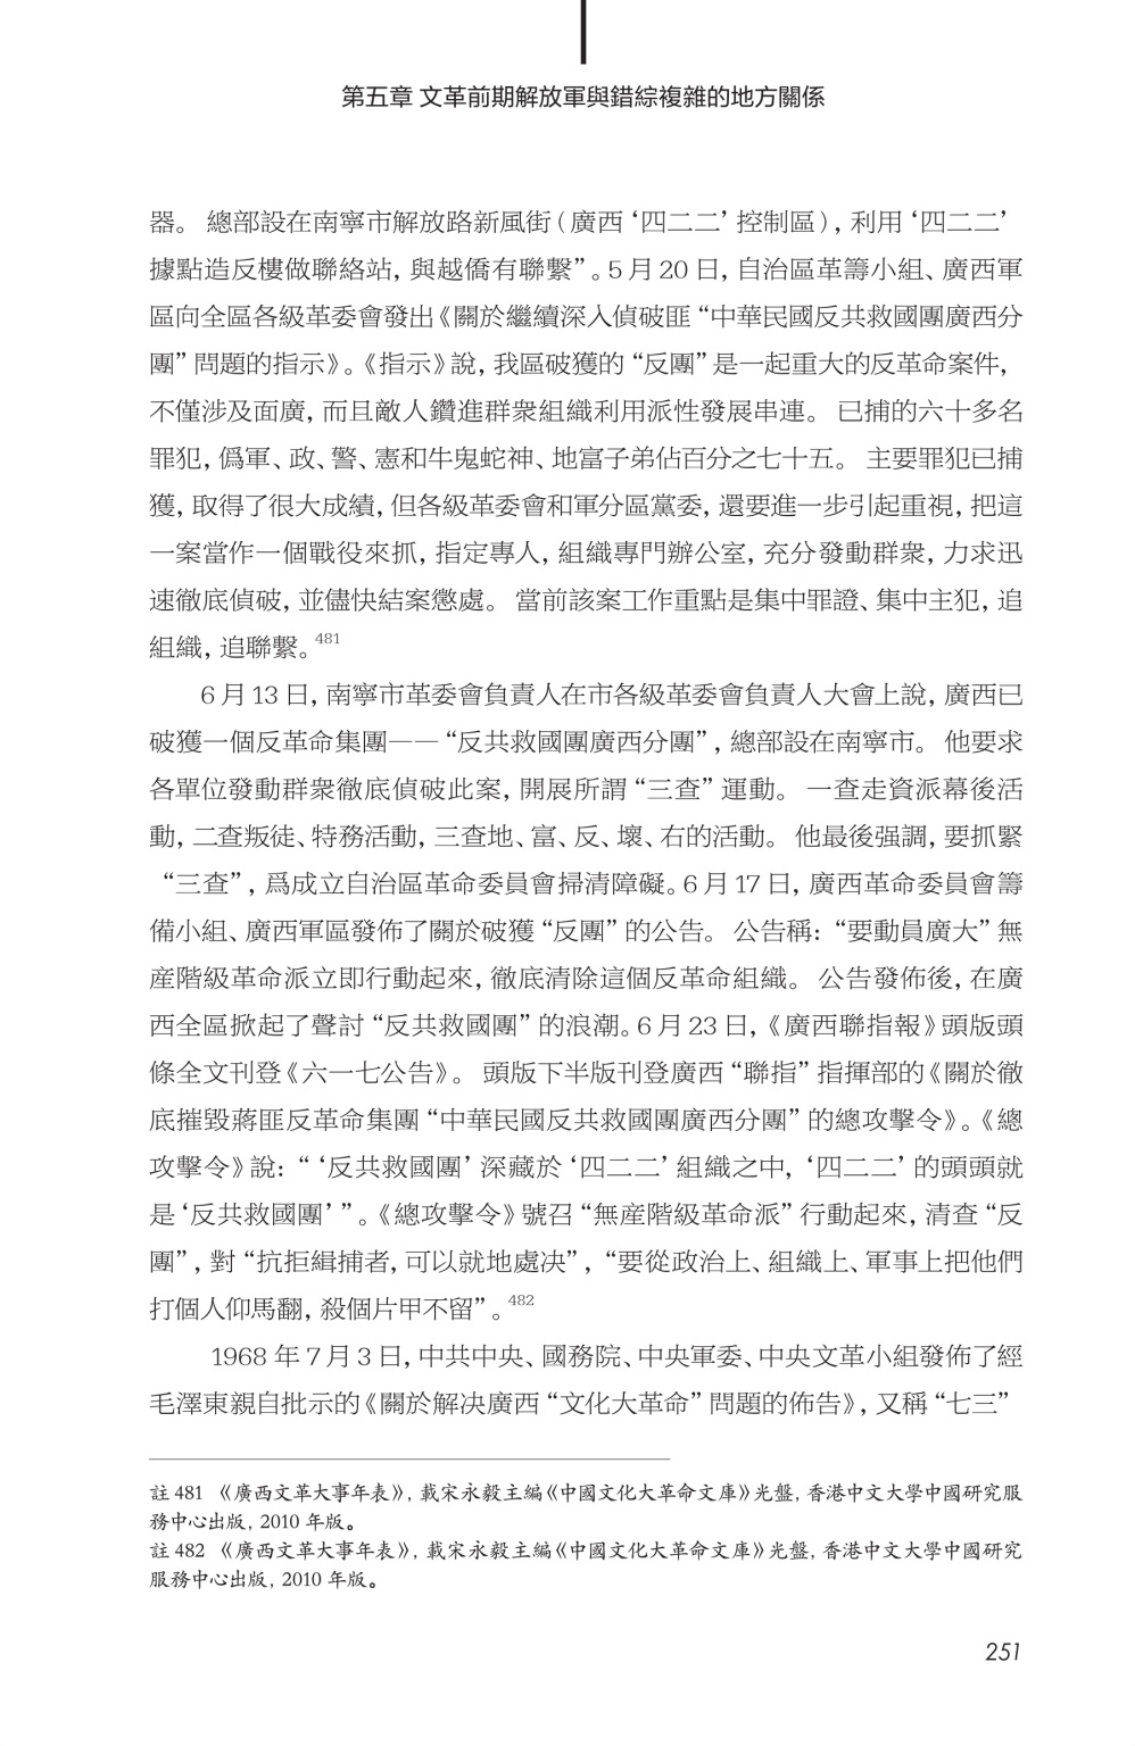 第五章 文革前期解放軍與錯綜複雜的地方關係
器。 總部設在南寧市解放路新風街(廣西‘四二二’控制區), 利用‘四二二’
據點造反樓做聯絡站, 與越僑有聯繫”。5 月 20 日, 自治區革籌小組、廣西軍
區向全區各級革委會發出《關於繼續深入偵破匪“中華民國反共救國團廣西分
團”問題的指示》。《指示》說, 我區破獲的“反團”是一起重大的反革命案件,
不僅涉及面廣, 而且敵人鑽進群衆組織利用派性發展串連。 已捕的六十多名
罪犯, 僞軍、政、警、憲和牛鬼蛇神、地富子弟佔百分之七十五。 主要罪犯已捕
獲, 取得了很大成績, 但各級革委會和軍分區黨委, 還要進一步引起重視, 把這
一案當作一個戰役來抓, 指定專人, 組織專門辦公室, 充分發動群衆, 力求迅
速徹底偵破, 並儘快結案懲處。 當前該案工作重點是集中罪證、集中主犯, 追
組織, 追聯繫。481
6 月 13 日, 南寧市革委會負責人在市各級革委會負責人大會上說, 廣西已
破獲一個反革命集團——“反共救國團廣西分團”, 總部設在南寧市。 他要求
各單位發動群衆徹底偵破此案, 開展所謂“三查”運動。 一查走資派幕後活
動, 二查叛徒、特務活動, 三查地、富、反、壞、右的活動。 他最後强調, 要抓緊
“三查”, 爲成立自治區革命委員會掃清障礙。6 月 17 日, 廣西革命委員會籌
備小組、廣西軍區發佈了關於破獲“反團”的公告。 公告稱: “要動員廣大”無
産階級革命派立即行動起來, 徹底清除這個反革命組織。 公告發佈後, 在廣
西全區掀起了聲討“反共救國團”的浪潮。6 月 23 日,《廣西聯指報》頭版頭
條全文刊登《六一七公告》。 頭版下半版刊登廣西“聯指”指揮部的《關於徹
底摧毀蔣匪反革命集團“中華民國反共救國團廣西分團”的總攻擊令》。《總
攻擊令》說: “‘反共救國團’深藏於‘四二二’組織之中, ‘四二二’的頭頭就
是‘反共救國團’”。《總攻擊令》號召“無産階級革命派”行動起來, 清查“反
團”, 對“抗拒緝捕者, 可以就地處决”, “要從政治上、組織上、軍事上把他們
打個人仰馬翻, 殺個片甲不留”。482
1968 年 7 月 3 日, 中共中央、國務院、中央軍委、中央文革小組發佈了經
毛澤東親自批示的《關於解决廣西“文化大革命”問題的佈告》, 又稱“七三”
註 481 《廣西文革大事年表》, 載宋永毅主編《中國文化大革命文庫》光盤, 香港中文大學中國研究服
務中心出版, 2010 年版。
註 482 《廣西文革大事年表》, 載宋永毅主編《中國文化大革命文庫》光盤, 香港中文大學中國研究
服務中心出版, 2010 年版。
251